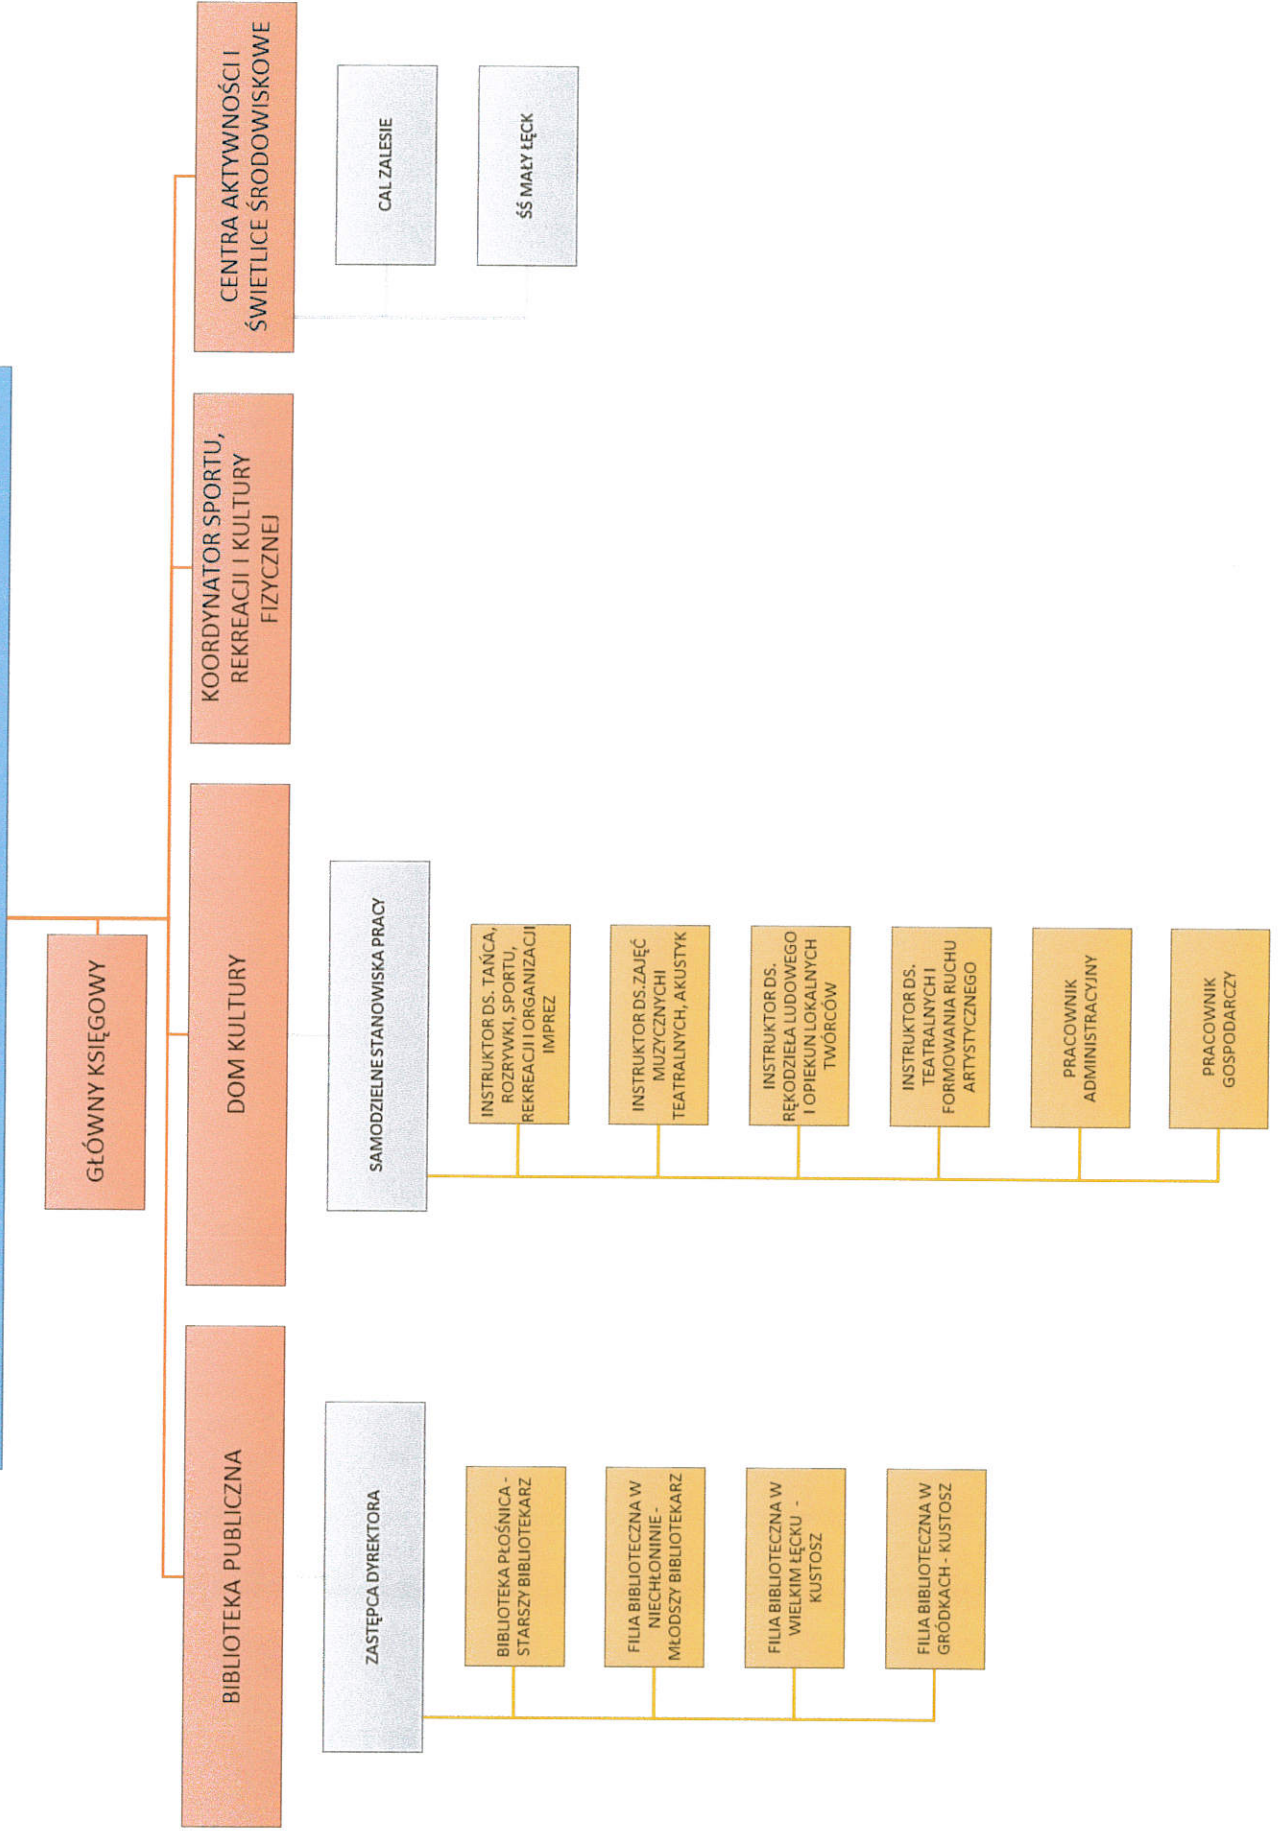 GŁÓWNY KSIĘGOWY
BIBLIOTEKA PUBLICZNA
ZASTĘPCA DYREKTORA
BIBLIOTEKA PŁOŚNICA -
STARSZY BIBLIOTEKARZ
FILIA BIBLIOTECZNA W
NIECHŁONINIE -
MŁODSZY BIBLIOTEKARZ
FILIA BIBLIOTECZNA W
WIELKIM ŁĘCKU -
KUSTOSZ
FILIA BIBLIOTECZNA W
GRÓDKACH - KUSTOSZ
DOM KULTURY
SAMODZIELNE STANOWISKA PRACY
INSTRUKTOR DS. TAŃCA,
ROZRYWKI, SPORTU,
REKREACJI I ORGANIZACJI
IMPREZ
INSTRUKTOR DS.ZAJĘĆ
MUZYCZNYCH I
TEATRALNYCH, AKUSTYK
INSTRUKTOR DS.
RĘKODZIEŁA LUDOWEGO
I OPIEKUN LOKALNYCH
TWÓRCÓW
INSTRUKTOR DS.
TEATRALNYCH I
FORMOWANIA RUCHU
ARTYSTYCZNEGO
PRACOWNIK
ADMINISTRACYJNY
PRACOWNIK
GOSPODARCZY
KOORDYNATOR SPORTU,
REKREACJI I KULTURY
FIZYCZNEJ
CENTRA AKTYWNOŚCI I
ŚWIETLICE ŚRODOWISKOWE
CAL ZALESIE
ŚŚ MAŁY ŁĘCK